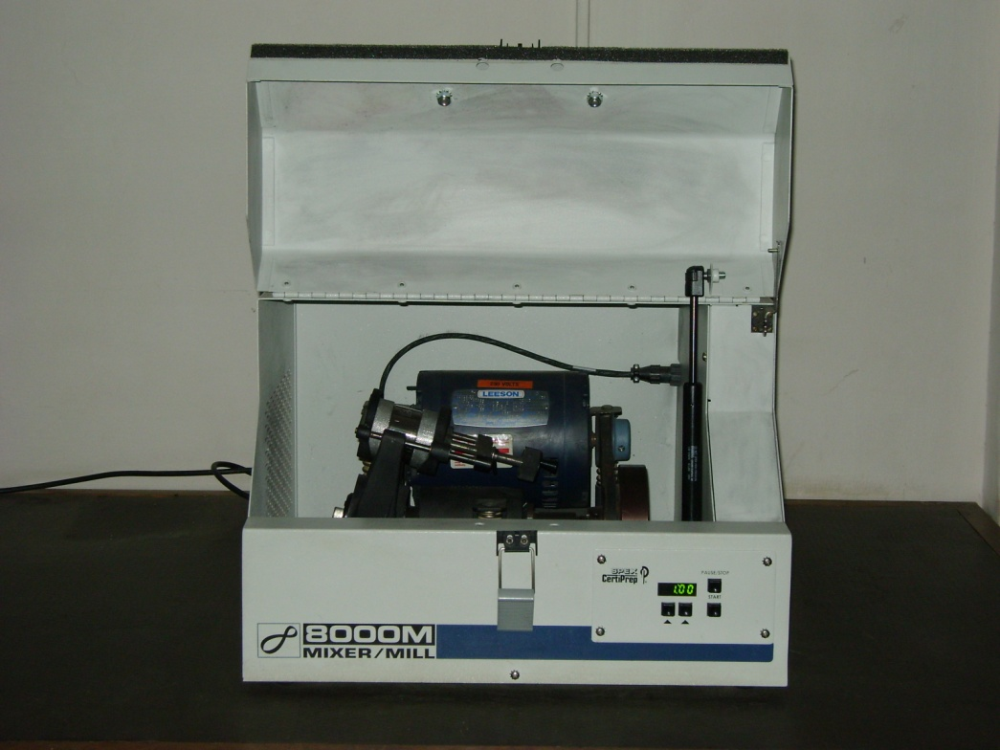 LEESON
SPEX
CertiPrep
PAUSE/STOP
1.00
START
8000M
MIXER/MILL